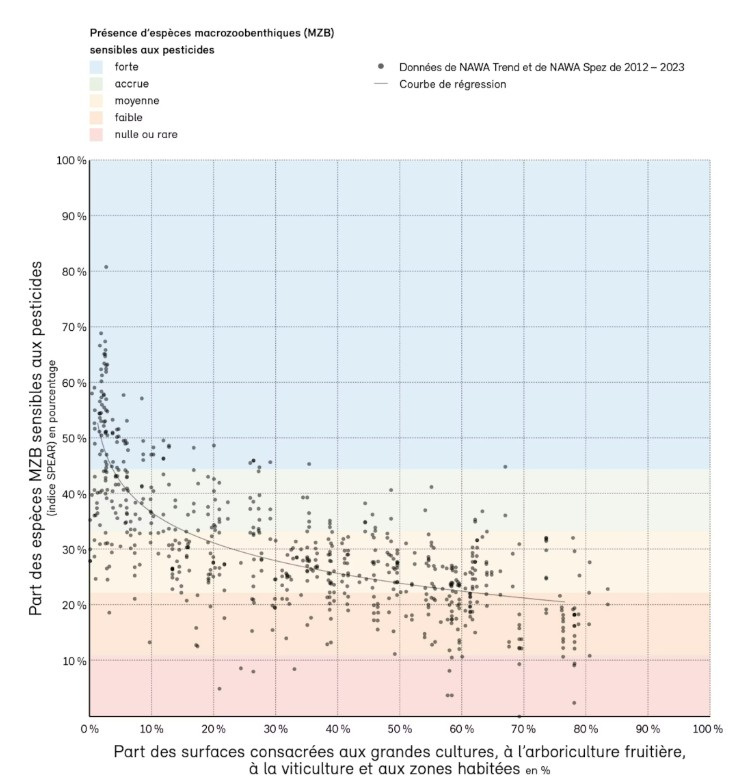 Présence d'espèces macrozoobenthiques (MZB)
sensibles aux pesticides
forte
accrue
moyenne
faible
nulle ou rare
Données de NAWA Trend et de NAWA Spez de 2012 – 2023
Courbe de régression
Part des espèces MZB sensibles aux pesticides
(indice SPEAR) en pourcentage
100 %
90 %
80 %
70 %
60 %
50 %
40 %
30 %
20 %
10 %
0 % 10 % 20 % 30 % 40 % 50 % 60 % 70 % 80 % 90 % 100 %
Part des surfaces consacrées aux grandes cultures, à l'arboriculture fruitière,
à la viticulture et aux zones habitées en %